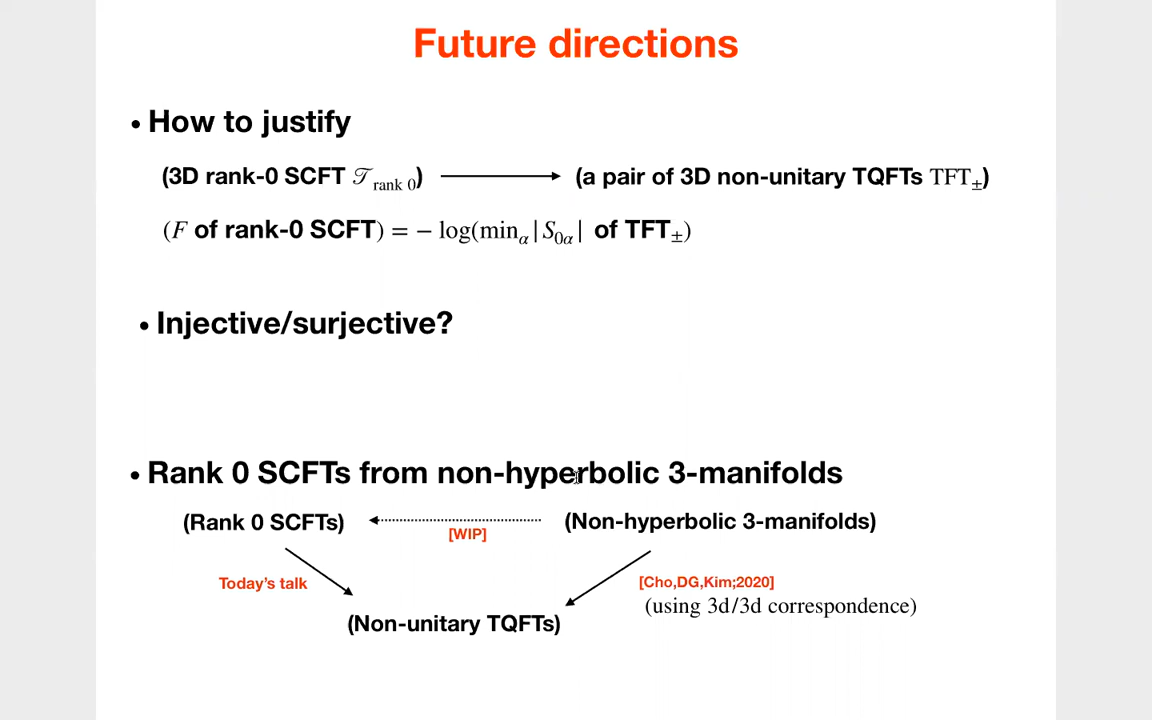 Future directions
• How to justify
(3D rank-0 SCFT 𝒯rank 0) ⟶ (a pair of 3D non-unitary TQFTs TFT±)
(F of rank-0 SCFT) = − log(minα |S0α| of TFT±)
• Injective/surjective?
• Rank 0 SCFTs from non-hyperbolic 3-manifolds
(Rank 0 SCFTs) (Non-hyperbolic 3-manifolds)
[WIP]
Today's talk [Cho,DG,Kim;2020]
(using 3d/3d correspondence)
(Non-unitary TQFTs)